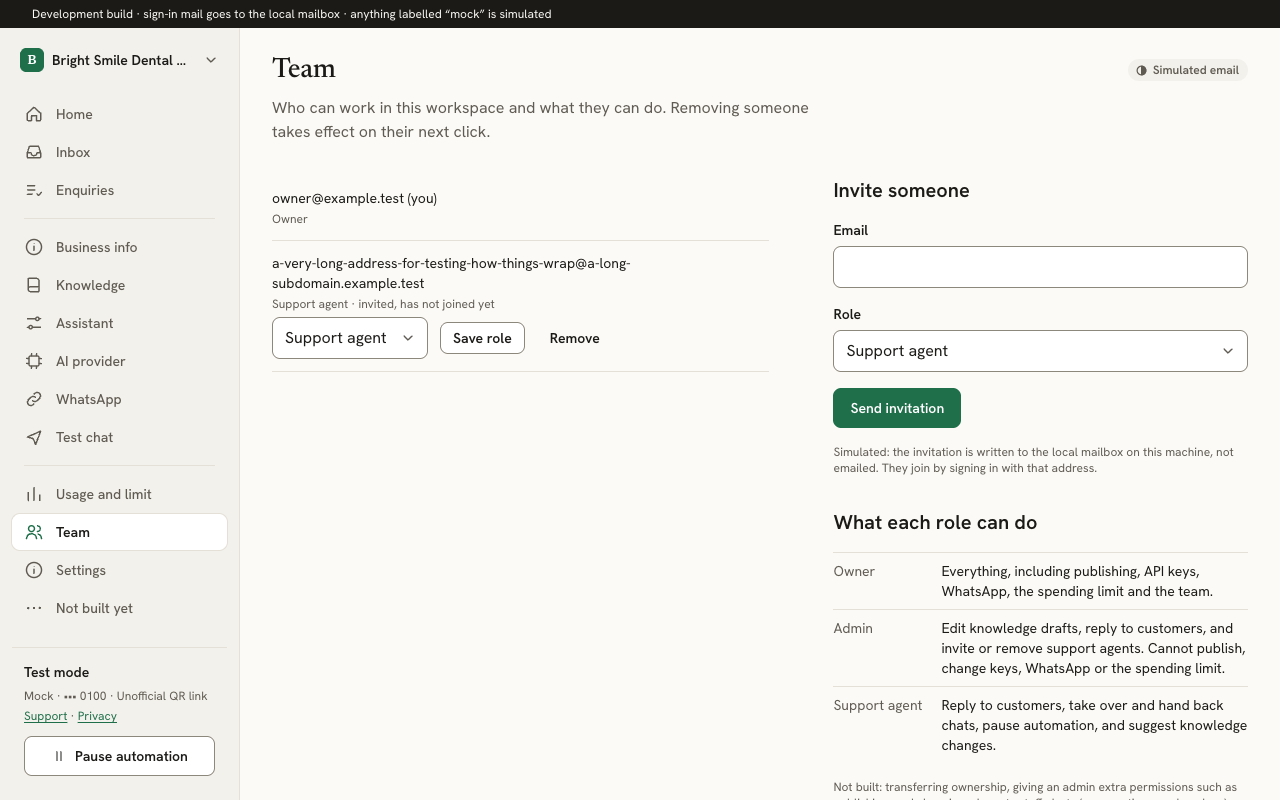 Development build · sign-in mail goes to the local mailbox · anything labelled “mock” is simulated
B
Bright Smile Dental ...
Home
Inbox
Enquiries
Business info
Knowledge
Assistant
AI provider
WhatsApp
Test chat
Usage and limit
Team
Settings
Not built yet
Test mode
Mock · ••• 0100 · Unofficial QR link
Support · Privacy
Pause automation
Team
Simulated email
Who can work in this workspace and what they can do. Removing someone
takes effect on their next click.
owner@example.test (you)
Owner
a-very-long-address-for-testing-how-things-wrap@a-long-
subdomain.example.test
Support agent · invited, has not joined yet
Support agent
Save role
Remove
Invite someone
Email
Role
Support agent
Send invitation
Simulated: the invitation is written to the local mailbox on this machine, not
emailed. They join by signing in with that address.
What each role can do
Owner
Everything, including publishing, API keys,
WhatsApp, the spending limit and the team.
Admin
Edit knowledge drafts, reply to customers, and
invite or remove support agents. Cannot publish,
change keys, WhatsApp or the spending limit.
Support agent
Reply to customers, take over and hand back
chats, pause automation, and suggest knowledge
changes.
Not built: transferring ownership, giving an admin extra permissions such as